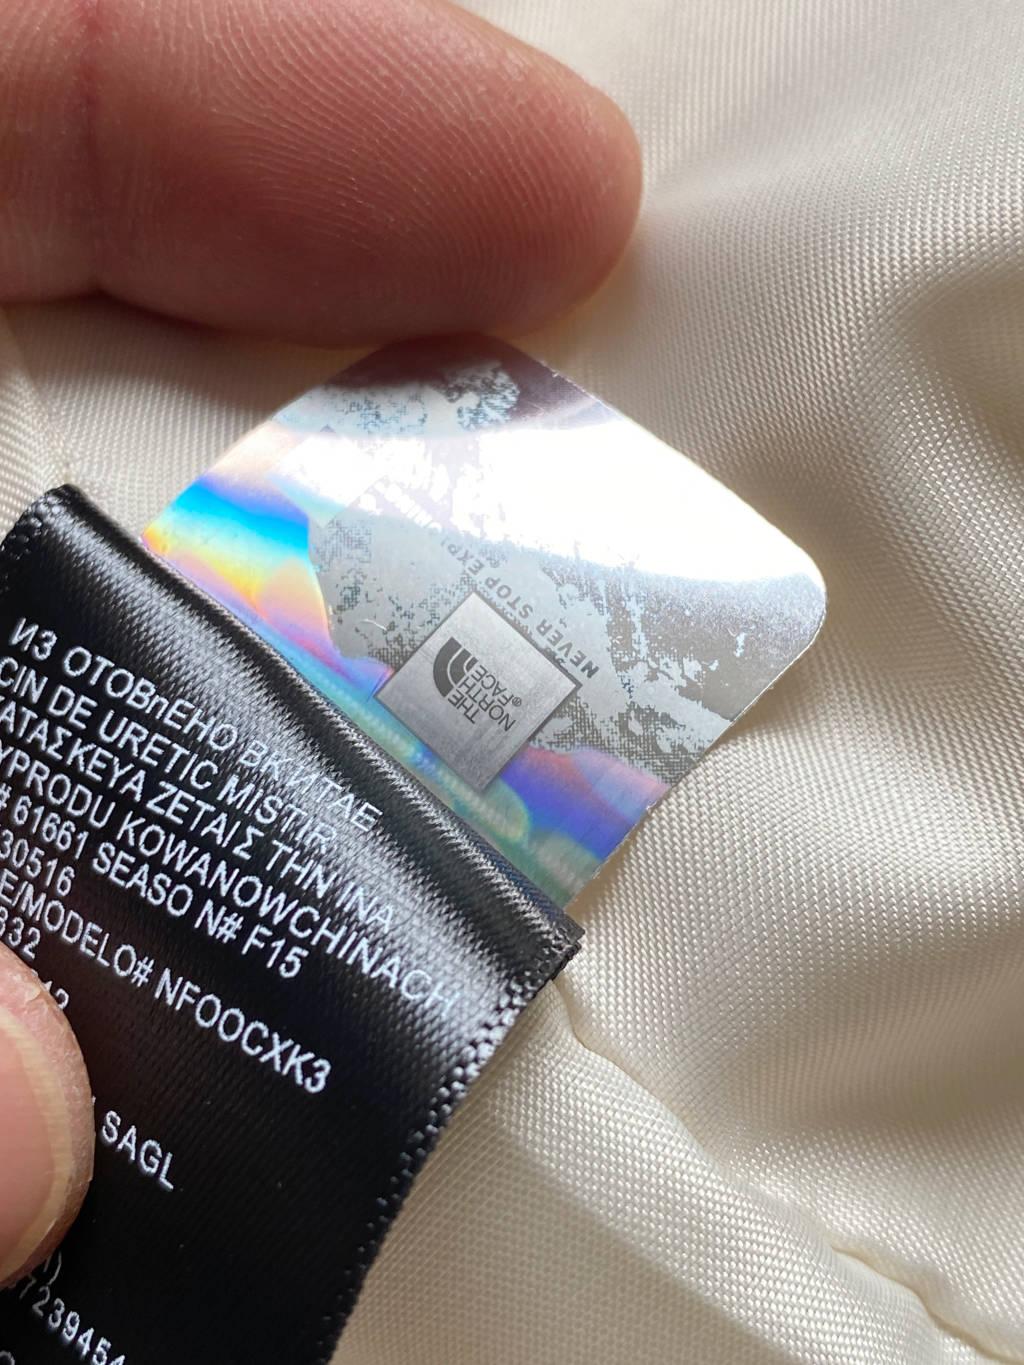 ИЗ ОТОВпЕНО ВКИТАЕ
CIN DE URETIC MISTIR
ΑΤΑΣΚΕΥΑ ΖΕΤΑΙΣ ΤΗΝ ΙΝΑ
YPRODU KOWANOWCHINACH
# 61661 SEASO N# F15
30516
E/MODELO# NFOOCXK3
332
SAGL
7239454
NEVER STOP EXPLORING
THE
NORTH
FACE®